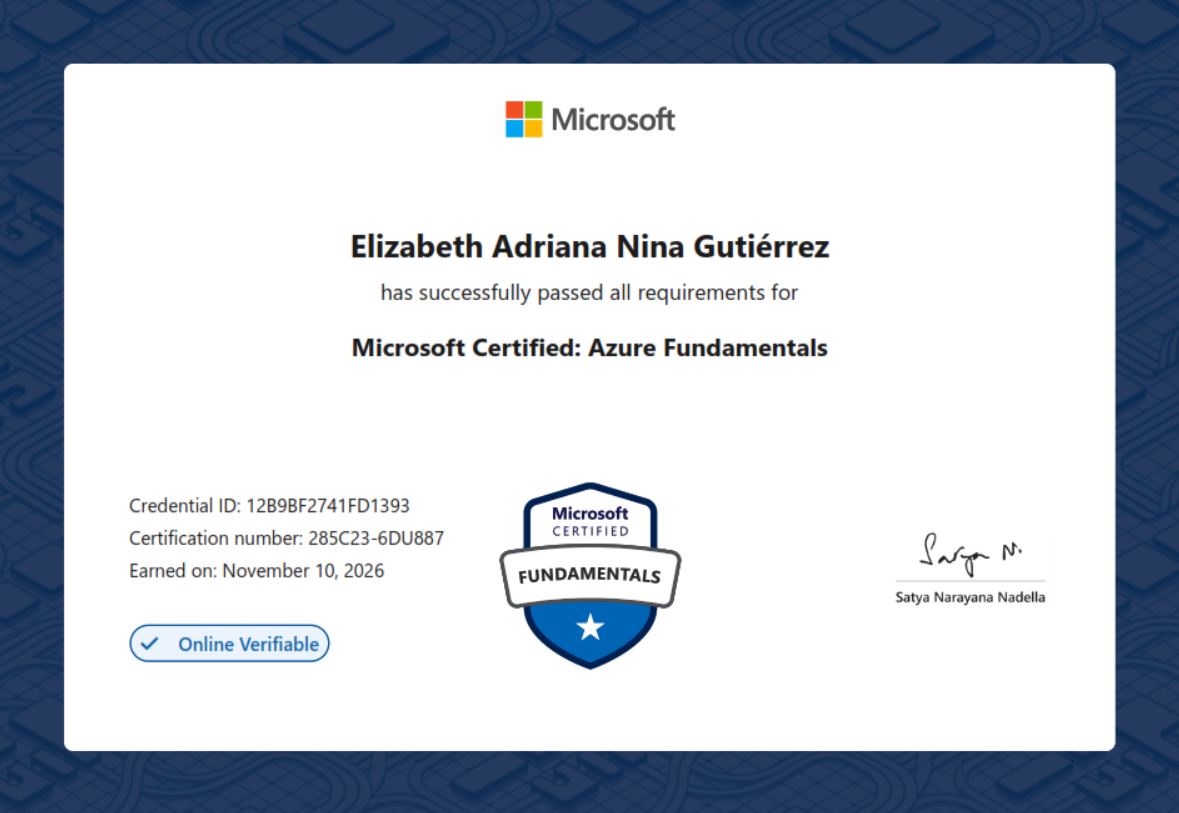 Microsoft
Elizabeth Adriana Nina Gutiérrez
has successfully passed all requirements for
Microsoft Certified: Azure Fundamentals
Credential ID: 12B9BF2741FD1393
Certification number: 285C23-6DU887
Earned on: November 10, 2026
Online Verifiable
Microsoft
CERTIFIED
FUNDAMENTALS
Satya N.
Satya Narayana Nadella